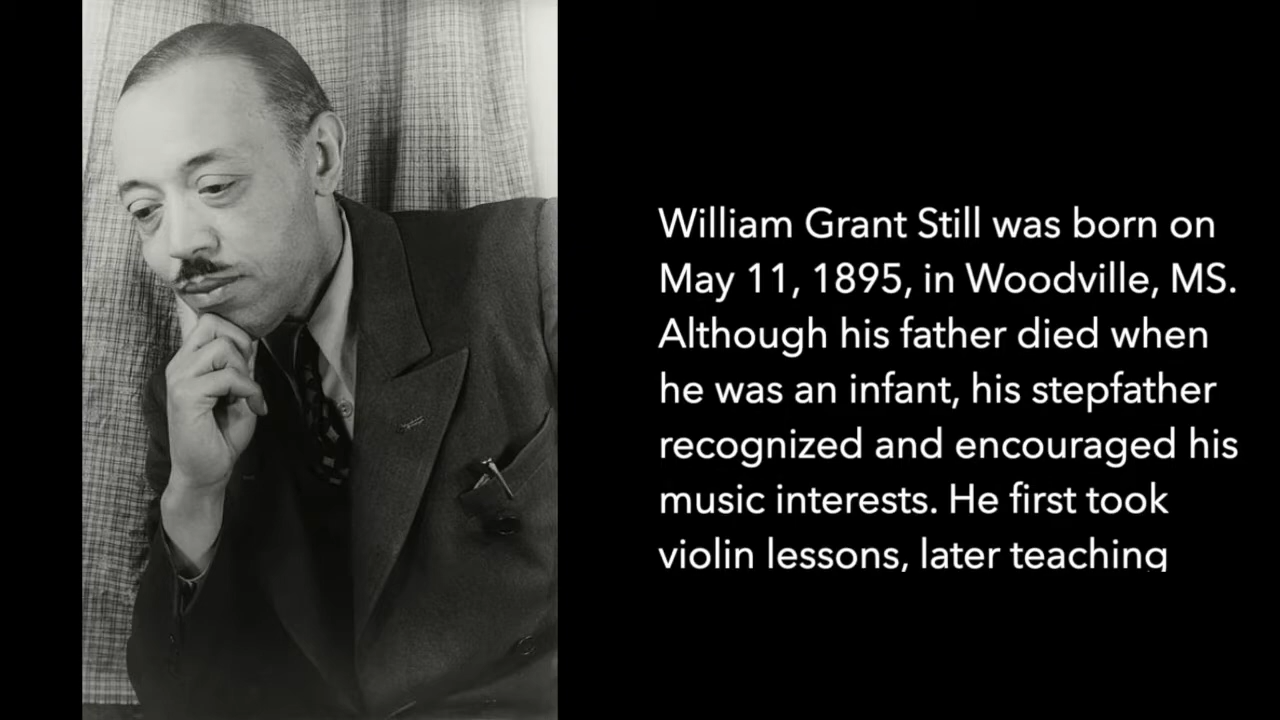 William Grant Still was born on
May 11, 1895, in Woodville, MS.
Although his father died when
he was an infant, his stepfather
recognized and encouraged his
music interests. He first took
violin lessons, later teaching